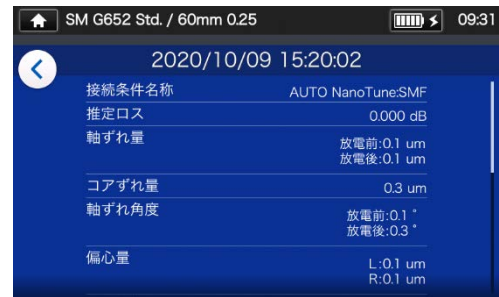 SM G652 Std. / 60mm 0.25 09:31
2020/10/09 15:20:02
接続条件名称 AUTO NanoTune:SMF
推定ロス 0.000 dB
軸ずれ量 放電前:0.1 um
放電後:0.1 um
コアずれ量 0.3 um
軸ずれ角度 放電前:0.1 °
放電後:0.3 °
偏心量 L:0.1 um
R:0.1 um